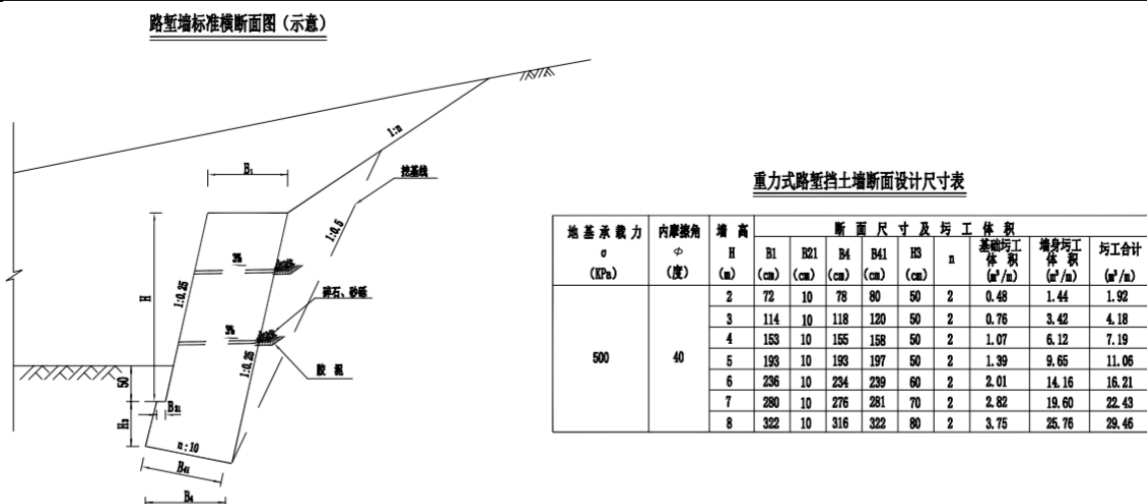 路堑墙标准横断面图（示意）
1:n
B1
挖基线
1:0.5
3%
1:0.25
H
碎石、砂砾
3%
1:0.25
胶泥
50
B21
H3
n:10
B41
B4
重力式路堑挡土墙断面设计尺寸表
地基承载力 σ (KPa) 内摩擦角 φ (度) 墙高 H (m) 断面尺寸及圬工体积
B1 (cm) B21 (cm) B4 (cm) B41 (cm) H3 (cm) n 基础圬工体积 (m³/m) 墙身圬工体积 (m³/m) 圬工合计 (m³/m)
500 40
2 72 10 78 80 50 2 0.48 1.44 1.92
3 114 10 118 120 50 2 0.76 3.42 4.18
4 153 10 155 158 50 2 1.07 6.12 7.19
5 193 10 193 197 50 2 1.39 9.65 11.06
6 236 10 234 239 60 2 2.01 14.16 16.21
7 280 10 276 281 70 2 2.82 19.60 22.43
8 322 10 316 322 80 2 3.75 25.76 29.46